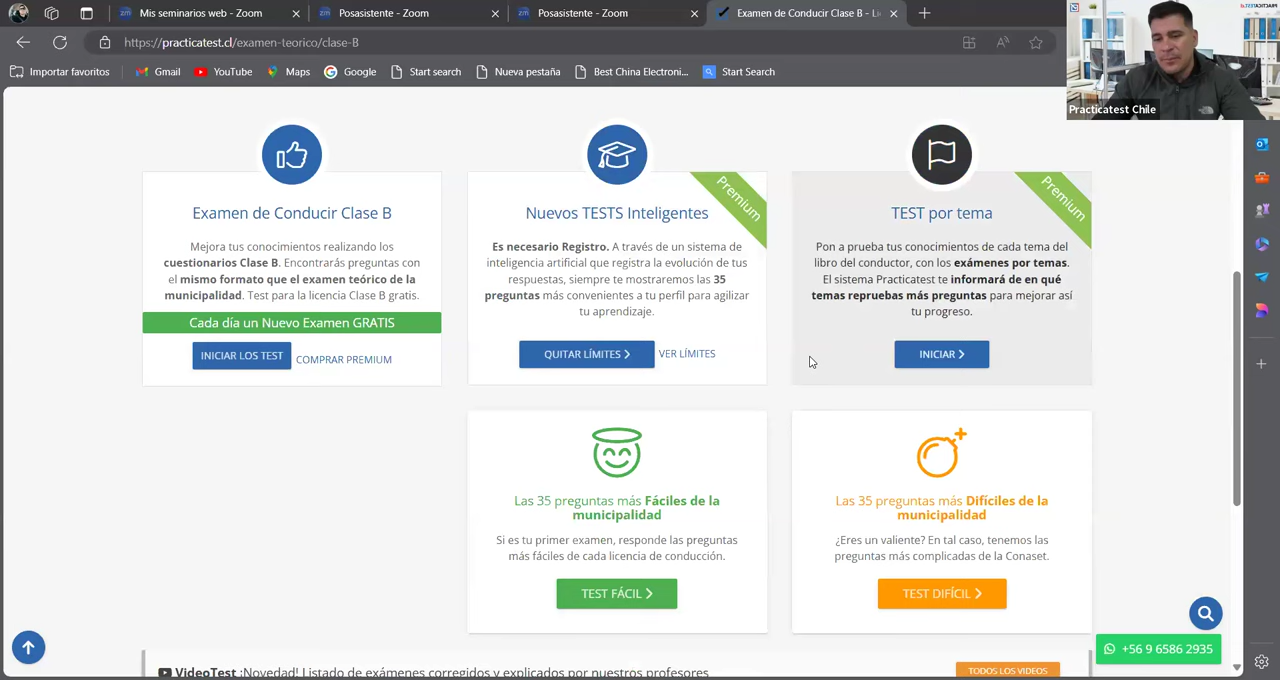 Mis seminarios web - Zoom
Posasistente - Zoom
Posasistente - Zoom
Examen de Conducir Clase B - Li
https://practicatest.cl/examen-teorico/clase-B
Importar favoritos
Gmail
YouTube
Maps
Google
Start search
Nueva pestaña
Best China Electroni...
Start Search
Practicatest Chile
Examen de Conducir Clase B
Mejora tus conocimientos realizando los
cuestionarios Clase B. Encontrarás preguntas con
el mismo formato que el examen teórico de la
municipalidad. Test para la licencia Clase B gratis.
Cada día un Nuevo Examen GRATIS
INICIAR LOS TEST
COMPRAR PREMIUM
Premium
Nuevos TESTS Inteligentes
Es necesario Registro. A través de un sistema de
inteligencia artificial que registra la evolución de tus
respuestas, siempre te mostraremos las 35
preguntas más convenientes a tu perfil para agilizar
tu aprendizaje.
QUITAR LÍMITES
VER LÍMITES
Premium
TEST por tema
Pon a prueba tus conocimientos de cada tema del
libro del conductor, con los exámenes por temas.
El sistema Practicatest te informará de en qué
temas repruebas más preguntas para mejorar así
tu progreso.
INICIAR
Las 35 preguntas más Fáciles de la
municipalidad
Si es tu primer examen, responde las preguntas
más fáciles de cada licencia de conducción.
TEST FÁCIL
Las 35 preguntas más Difíciles de la
municipalidad
¿Eres un valiente? En tal caso, tenemos las
preguntas más complicadas de la Conaset.
TEST DIFÍCIL
+56 9 6586 2935
VideoTest ¡Novedad! Listado de exámenes corregidos y explicados por nuestros profesores
TODOS LOS VIDEOS